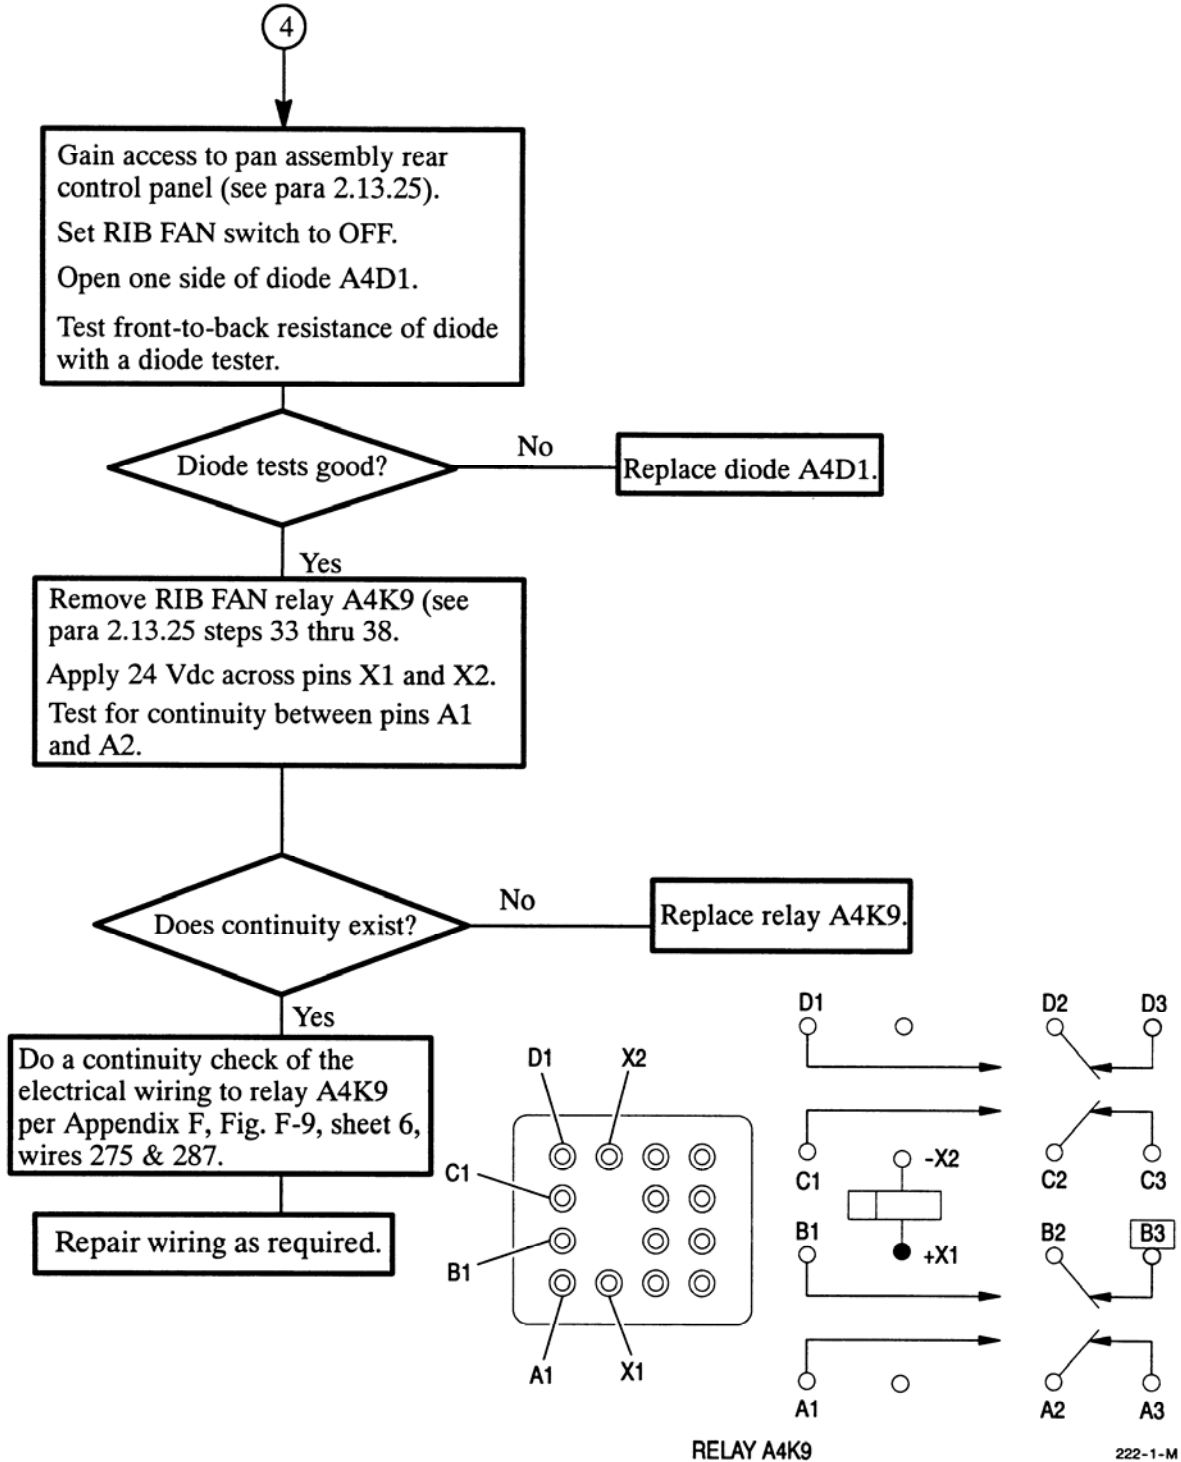 4
Gain access to pan assembly rear
control panel (see para 2.13.25).
Set RIB FAN switch to OFF.
Open one side of diode A4D1.
Test front-to-back resistance of diode
with a diode tester.
Diode tests good?
No
Replace diode A4D1.
Yes
Remove RIB FAN relay A4K9 (see
para 2.13.25 steps 33 thru 38.
Apply 24 Vdc across pins X1 and X2.
Test for continuity between pins A1
and A2.
Does continuity exist?
No
Replace relay A4K9.
Yes
Do a continuity check of the
electrical wiring to relay A4K9
per Appendix F, Fig. F-9, sheet 6,
wires 275 & 287.
Repair wiring as required.
D1
X2
C1
B1
A1
X1
D1
D2
D3
C1
-X2
C2
C3
B1
+X1
B2
B3
A1
A2
A3
RELAY A4K9
222-1-M